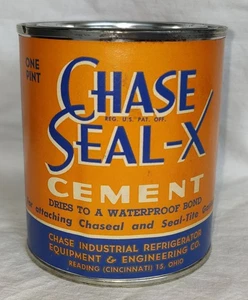 ONE
PINT
CHASE
REG. U.S. PAT. OFF.
SEAL-X
CEMENT
DRIES TO A WATERPROOF BOND
attaching Chaseal and Seal-Tite
CHASE INDUSTRIAL REFRIGERATOR
EQUIPMENT & ENGINEERING CO.
READING (CINCINNATI) 15, OHIO